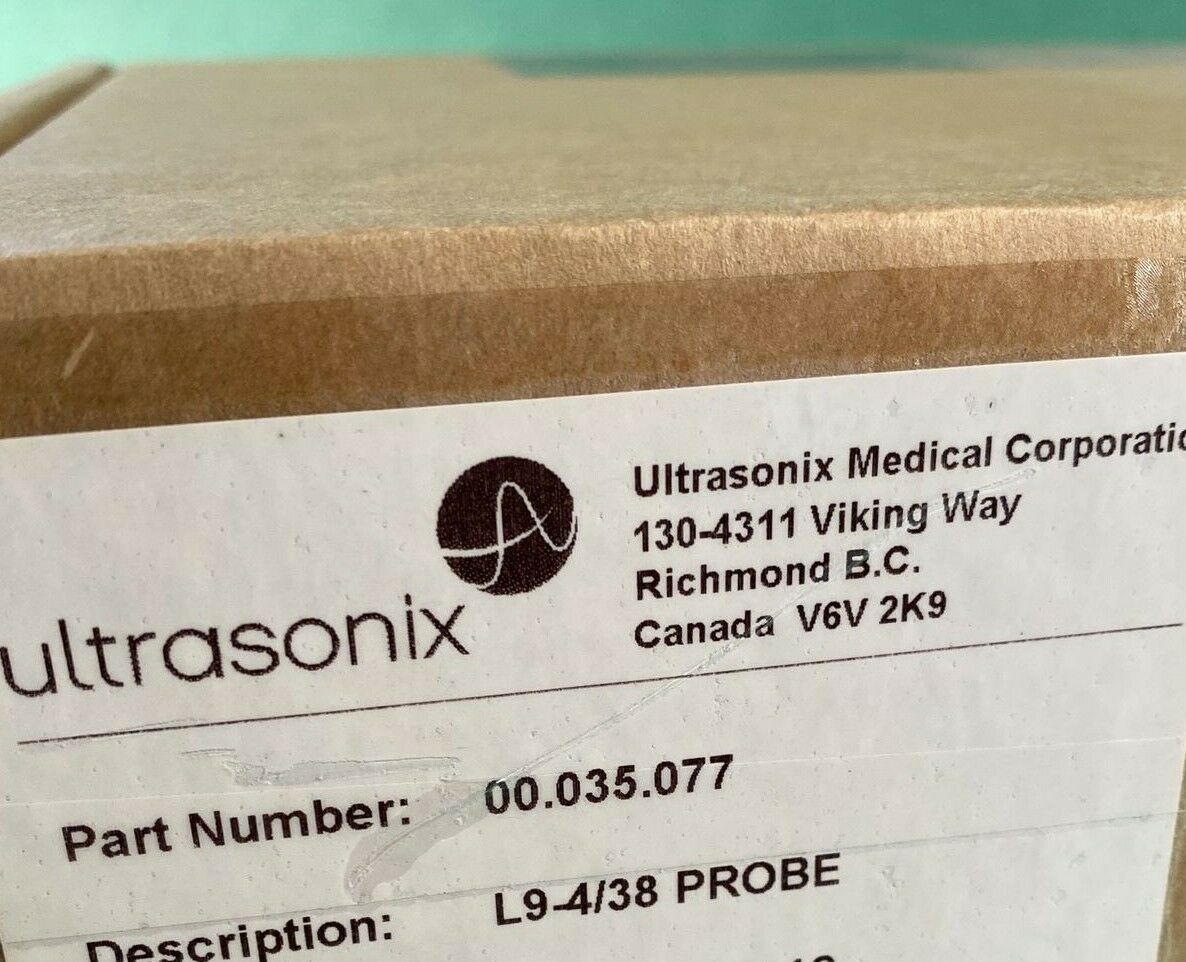 ultrasonix
Ultrasonix Medical Corporatio
130-4311 Viking Way
Richmond B.C.
Canada V6V 2K9
Part Number: 00.035.077
Description: L9-4/38 PROBE